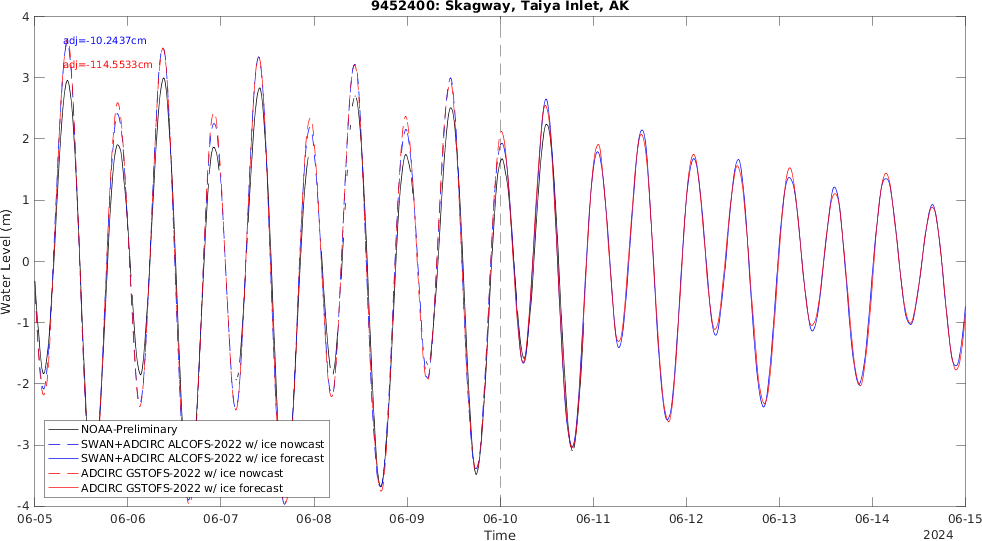 9452400: Skagway, Taiya Inlet, AK
4
3
2
1
0
-1
-2
-3
-4
Water Level (m)
adj=-10.2437cm
adj=-114.5533cm
NOAA-Preliminary
SWAN+ADCIRC ALCOFS-2022 w/ ice nowcast
SWAN+ADCIRC ALCOFS-2022 w/ ice forecast
ADCIRC GSTOFS-2022 w/ ice nowcast
ADCIRC GSTOFS-2022 w/ ice forecast
06-05 06-06 06-07 06-08 06-09 06-10 06-11 06-12 06-13 06-14 06-15
Time
2024